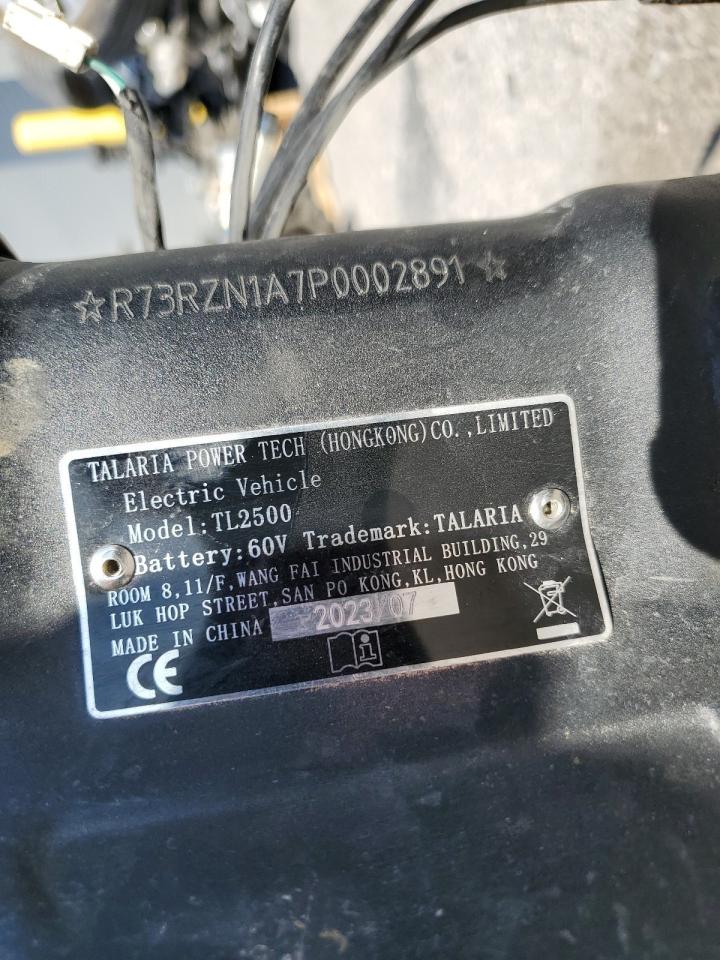 ☆R73RZN1A7P0002891☆
TALARIA POWER TECH (HONGKONG)CO.,LIMITED
Electric Vehicle
Model:TL2500
Battery:60V Trademark:TALARIA
ROOM 8,11/F,WANG FAI INDUSTRIAL BUILDING,29
LUK HOP STREET,SAN PO KONG,KL,HONG KONG
MADE IN CHINA 2023/07
CE